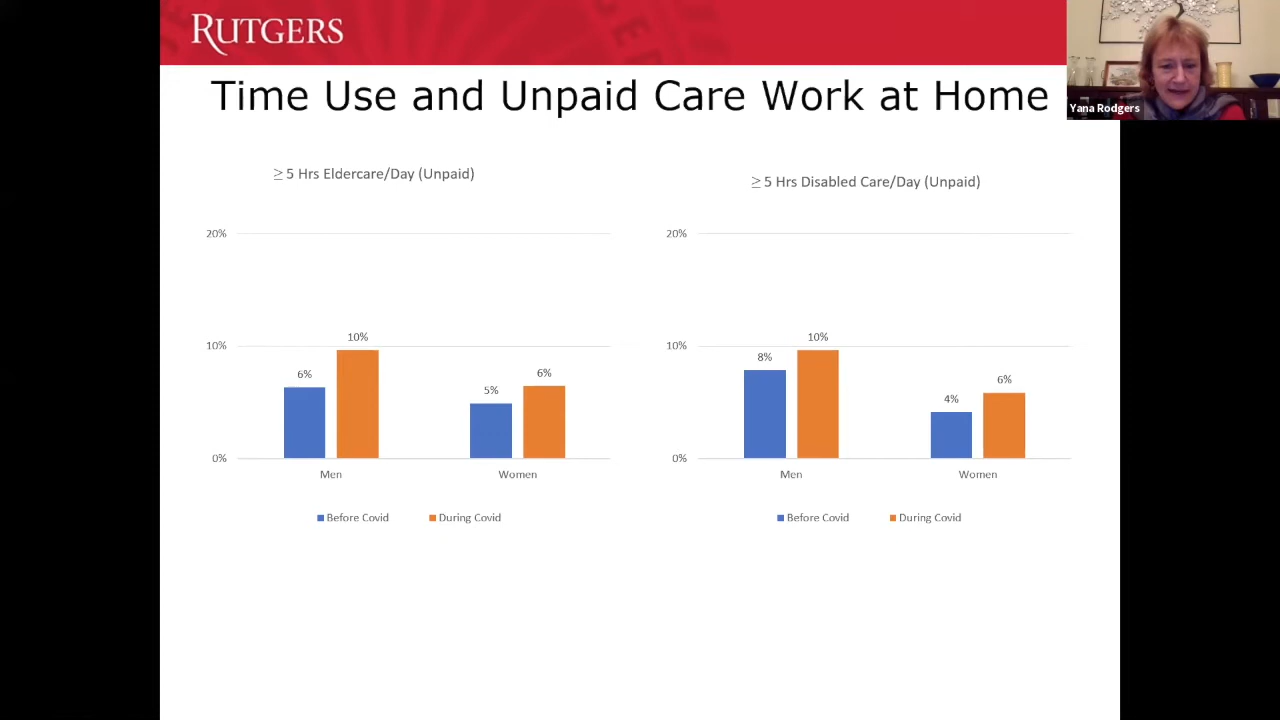 RUTGERS
Time Use and Unpaid Care Work at Home
Yana Rodgers
≥ 5 Hrs Eldercare/Day (Unpaid)
20%
10%
0%
6%
10%
5%
6%
Men
Women
Before Covid
During Covid
≥ 5 Hrs Disabled Care/Day (Unpaid)
20%
10%
0%
8%
10%
4%
6%
Men
Women
Before Covid
During Covid